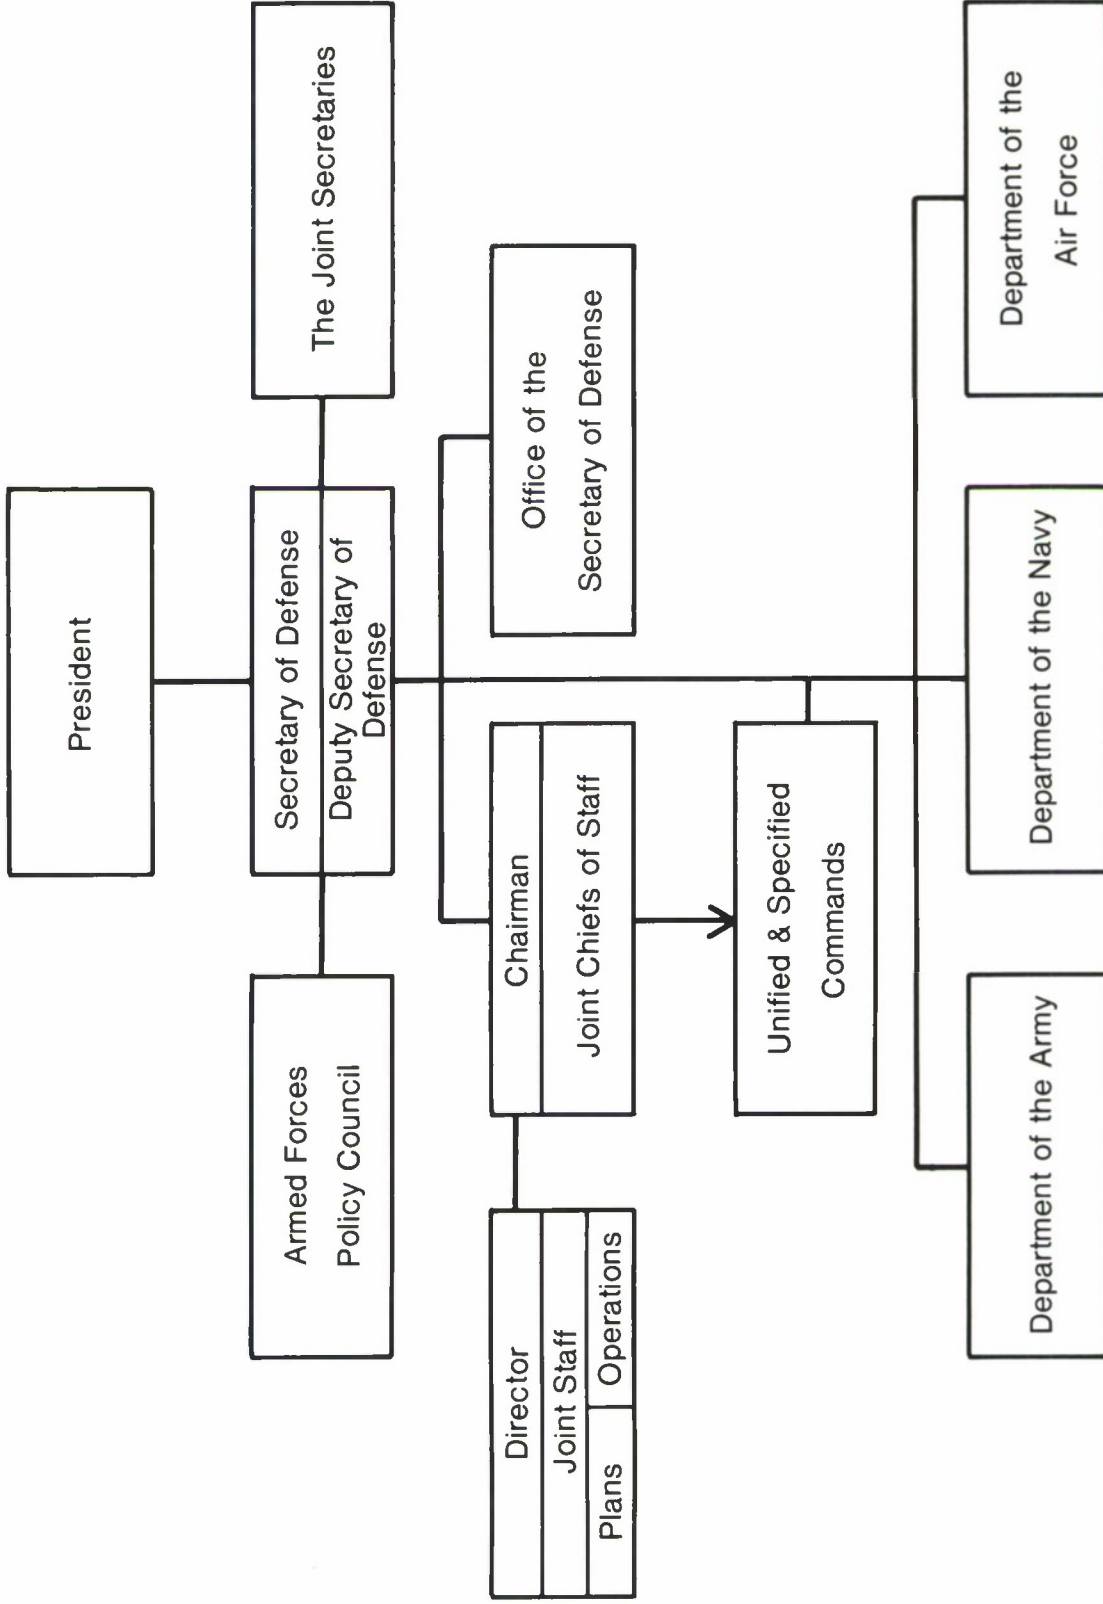 President
Armed Forces
Policy Council
Secretary of Defense
Deputy Secretary of
Defense
The Joint Secretaries
Director
Joint Staff
Plans
Operations
Chairman
Joint Chiefs of Staff
Office of the
Secretary of Defense
Unified & Specified
Commands
Department of the Army
Department of the Navy
Department of the
Air Force